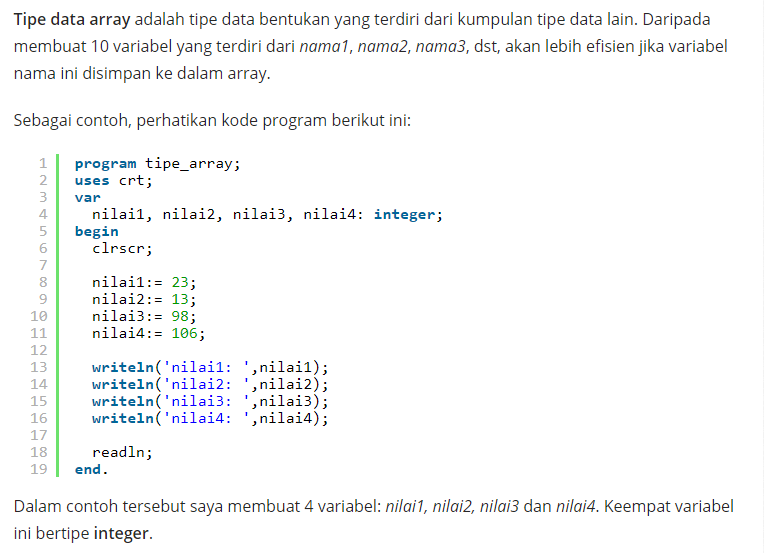 Tipe data array adalah tipe data bentukan yang terdiri dari kumpulan tipe data lain. Daripada
membuat 10 variabel yang terdiri dari nama1, nama2, nama3, dst, akan lebih efisien jika variabel
nama ini disimpan ke dalam array.
Sebagai contoh, perhatikan kode program berikut ini:
1 program tipe_array;
2 uses crt;
3 var
4   nilai1, nilai2, nilai3, nilai4: integer;
5 begin
6   clrscr;
7
8   nilai1:= 23;
9   nilai2:= 13;
10   nilai3:= 98;
11   nilai4:= 106;
12
13   writeln('nilai1: ',nilai1);
14   writeln('nilai2: ',nilai2);
15   writeln('nilai3: ',nilai3);
16   writeln('nilai4: ',nilai4);
17
18   readln;
19 end.
Dalam contoh tersebut saya membuat 4 variabel: nilai1, nilai2, nilai3 dan nilai4. Keempat variabel
ini bertipe integer.